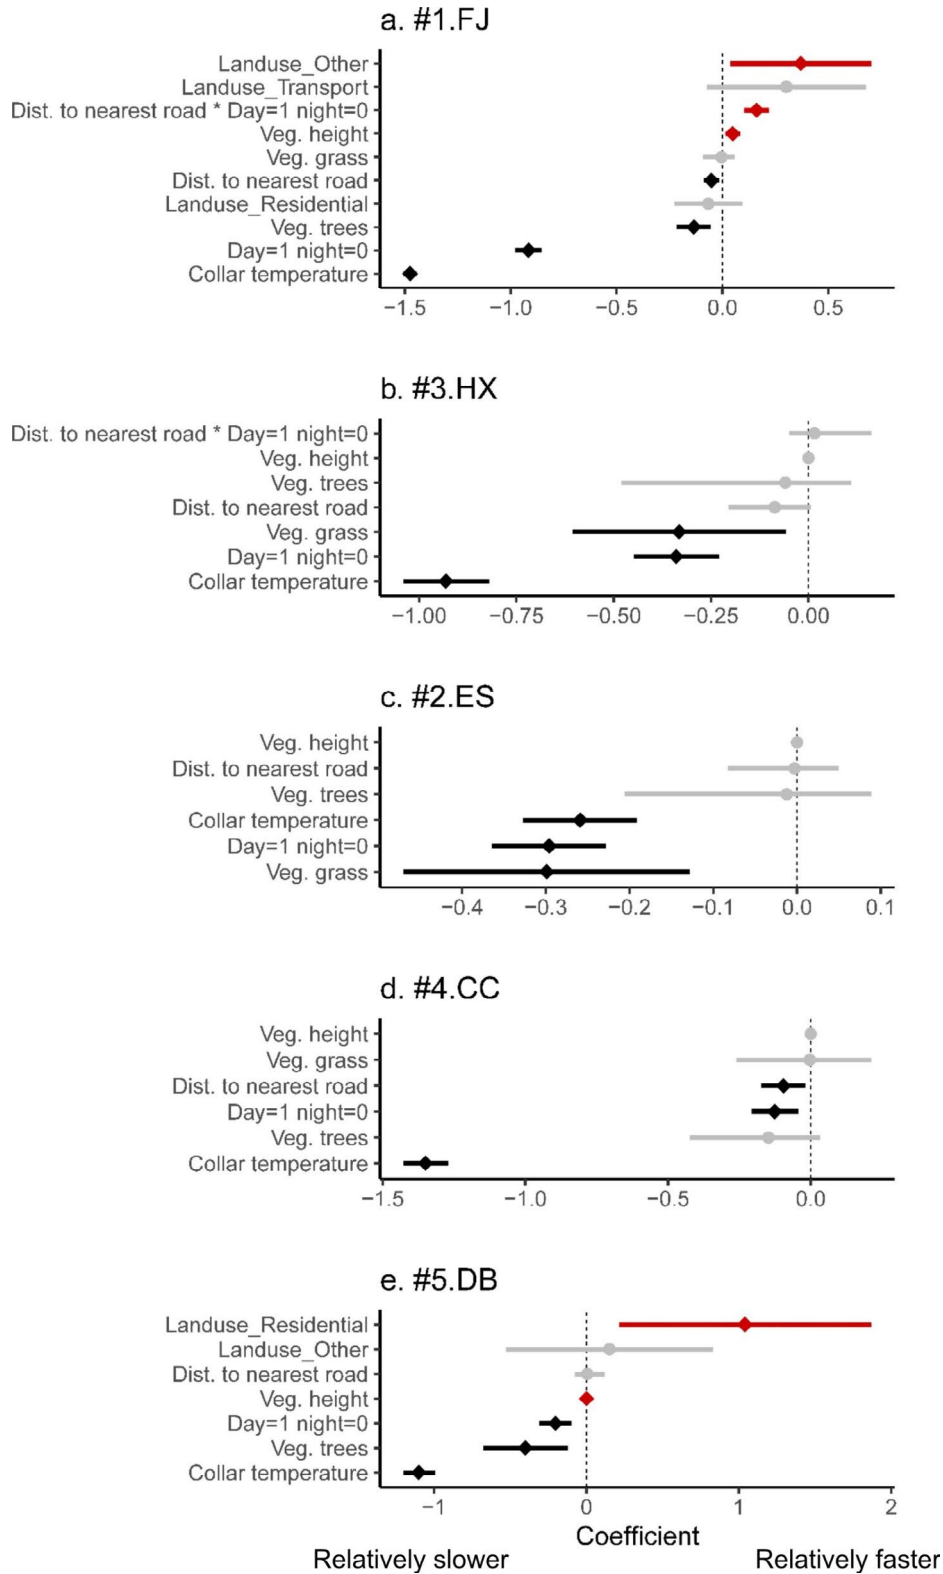 a. #1.FJ
Landuse_Other
Landuse_Transport
Dist. to nearest road * Day=1 night=0
Veg. height
Veg. grass
Dist. to nearest road
Landuse_Residential
Veg. trees
Day=1 night=0
Collar temperature
−1.5 −1.0 −0.5 0.0 0.5
b. #3.HX
Dist. to nearest road * Day=1 night=0
Veg. height
Veg. trees
Dist. to nearest road
Veg. grass
Day=1 night=0
Collar temperature
−1.00 −0.75 −0.50 −0.25 0.00
c. #2.ES
Veg. height
Dist. to nearest road
Veg. trees
Collar temperature
Day=1 night=0
Veg. grass
−0.4 −0.3 −0.2 −0.1 0.0 0.1
d. #4.CC
Veg. height
Veg. grass
Dist. to nearest road
Day=1 night=0
Veg. trees
Collar temperature
−1.5 −1.0 −0.5 0.0
e. #5.DB
Landuse_Residential
Landuse_Other
Dist. to nearest road
Veg. height
Day=1 night=0
Veg. trees
Collar temperature
−1 0 1 2
Coefficient
Relatively slower Relatively faster